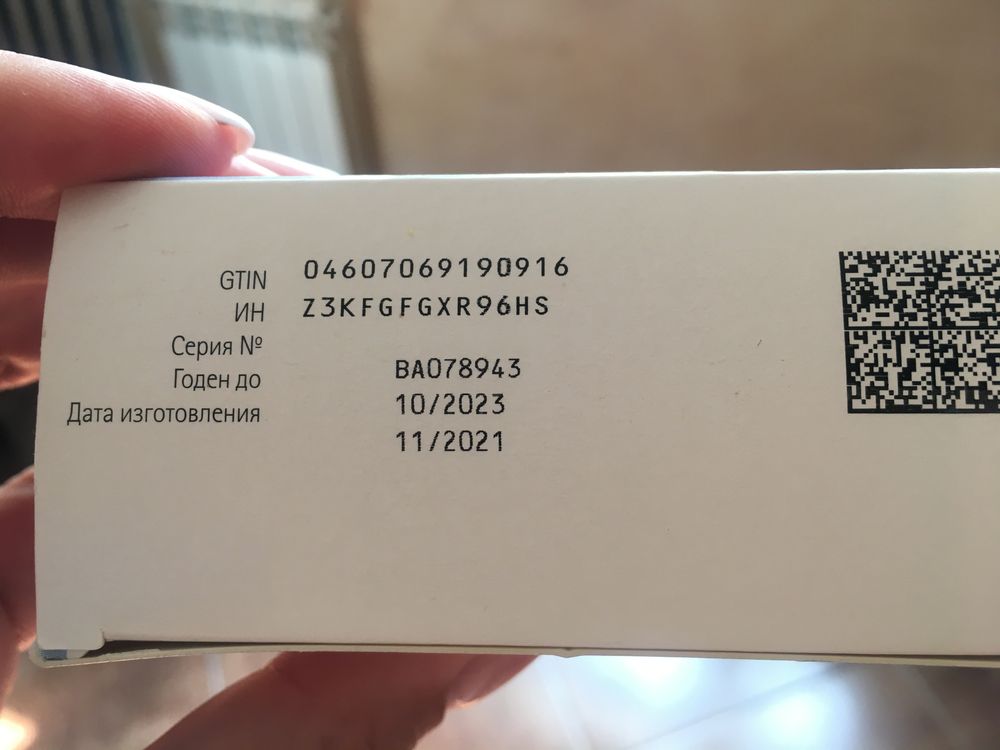 GTIN 04607069190916
ИН Z3KFGFGXR96HS
Серия № BA078943
Годен до 10/2023
Дата изготовления 11/2021